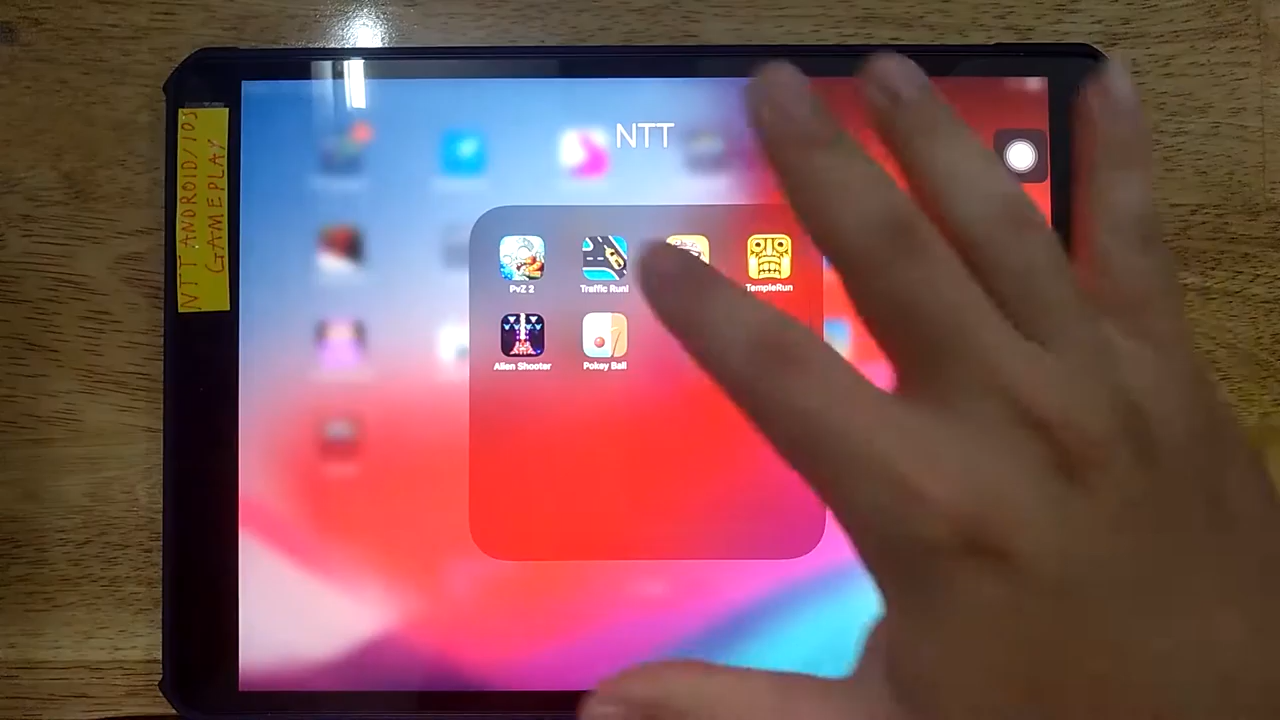 NTT ANDROID/IOS
GAMEPLAY
NTT
PvZ 2
Traffic Run!
TempleRun
Alien Shooter
Pokey Ball